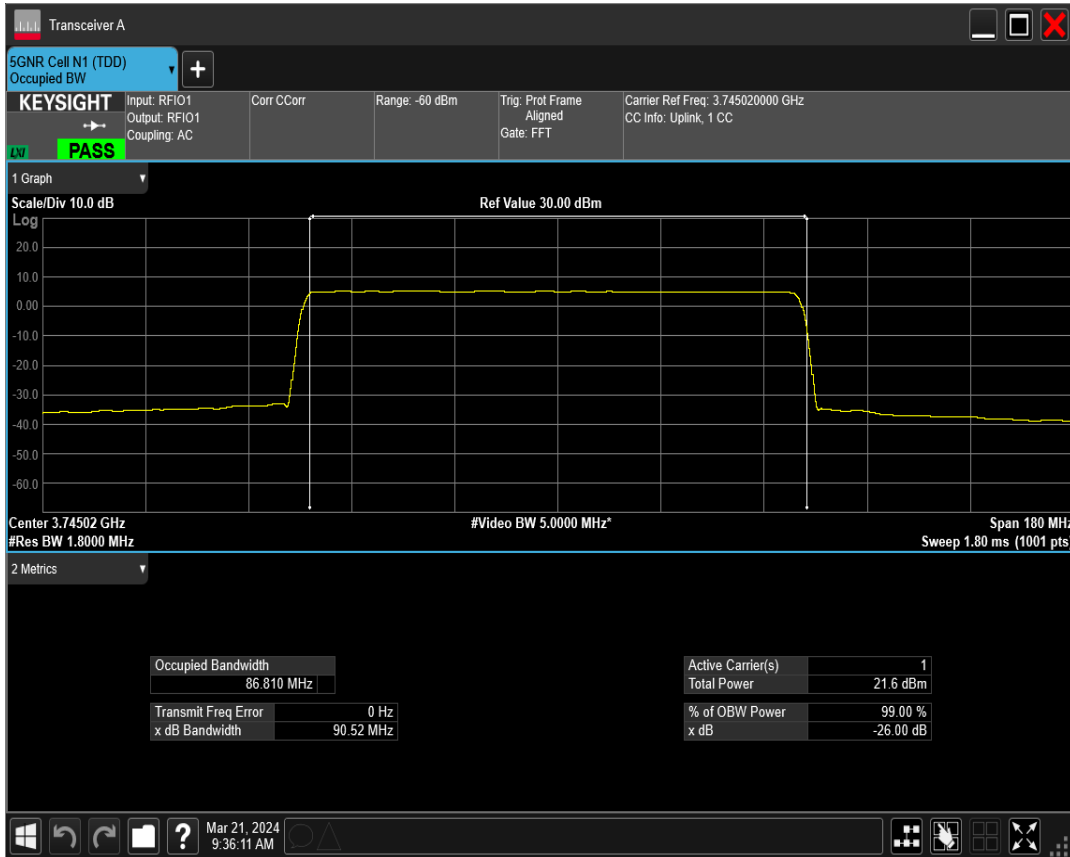 Transceiver A
5GNR Cell N1 (TDD)
Occupied BW
+
KEYSIGHT
LXI
PASS
Input: RFIO1
Output: RFIO1
Coupling: AC
Corr CCorr
Range: -60 dBm
Trig: Prot Frame
Aligned
Gate: FFT
Carrier Ref Freq: 3.745020000 GHz
CC Info: Uplink, 1 CC
1 Graph
Scale/Div 10.0 dB
Ref Value 30.00 dBm
Log
20.0
10.0
0.00
-10.0
-20.0
-30.0
-40.0
-50.0
-60.0
Center 3.74502 GHz
#Video BW 5.0000 MHz*
Span 180 MHz
#Res BW 1.8000 MHz
Sweep 1.80 ms (1001 pts)
2 Metrics
Occupied Bandwidth
86.810 MHz
Transmit Freq Error 0 Hz
x dB Bandwidth 90.52 MHz
Active Carrier(s) 1
Total Power 21.6 dBm
% of OBW Power 99.00 %
x dB -26.00 dB
?
Mar 21, 2024
9:36:11 AM